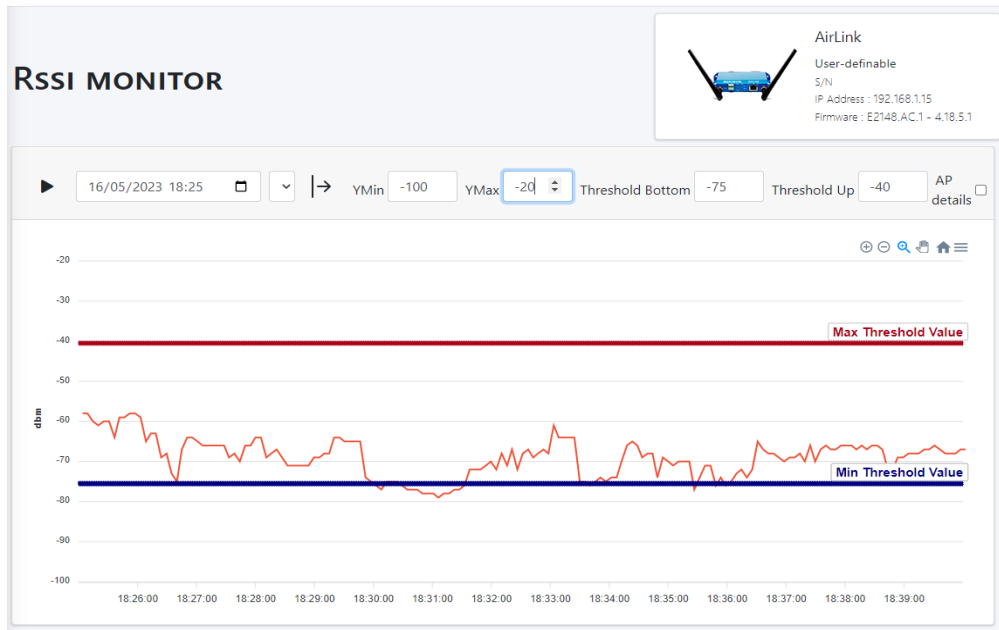 AirLink
RSSI MONITOR
User-definable
S/N
IP Address : 192.168.1.15
Firmware : E2148.AC.1 - 4.18.5.1
16/05/2023 18:25
YMin -100 YMax -20 Threshold Bottom -75 Threshold Up -40 AP details
-20
-30
Max Threshold Value
-40
-50
dbm
-60
-70
Min Threshold Value
-80
-90
-100
18:26:00 18:27:00 18:28:00 18:29:00 18:30:00 18:31:00 18:32:00 18:33:00 18:34:00 18:35:00 18:36:00 18:37:00 18:38:00 18:39:00